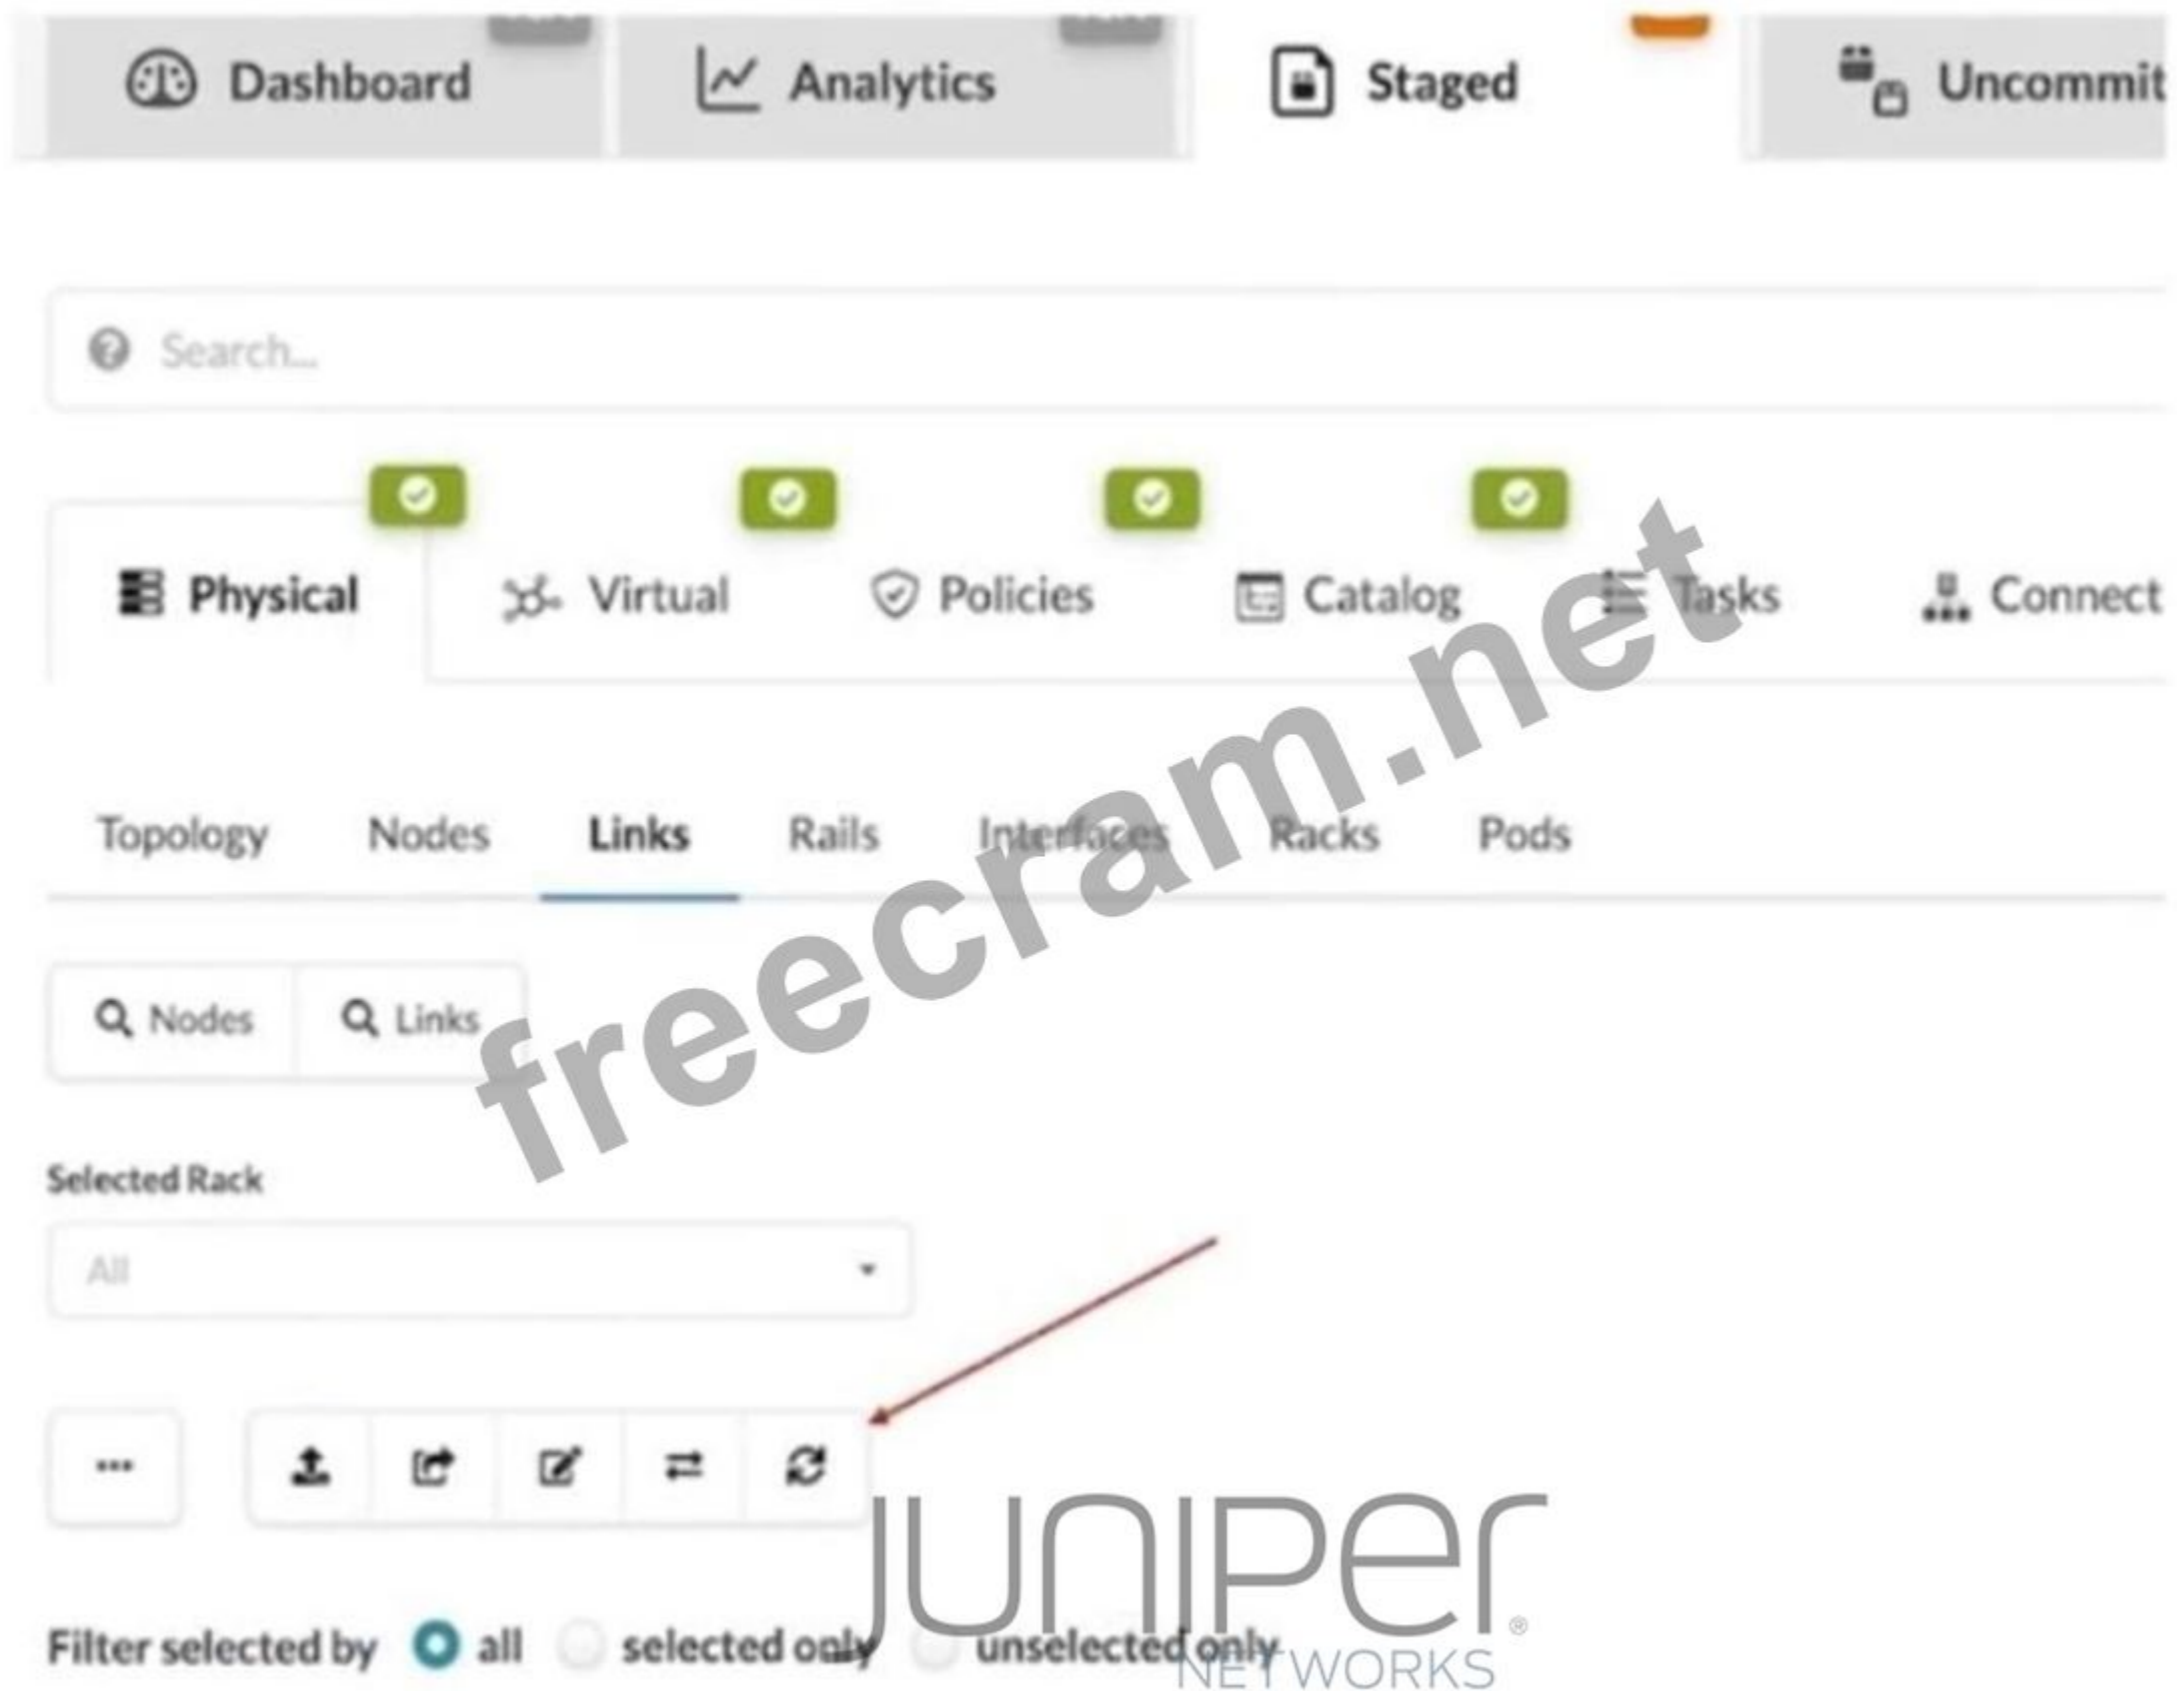 Dashboard Analytics Staged Uncommit
Search...
Physical Virtual Policies Catalog Tasks Connect
Topology Nodes Links Rails Interfaces Racks Pods
Nodes Links
freecram.net
Selected Rack
All
...
JUNIPER
NETWORKS
®
Filter selected by all selected only unselected only